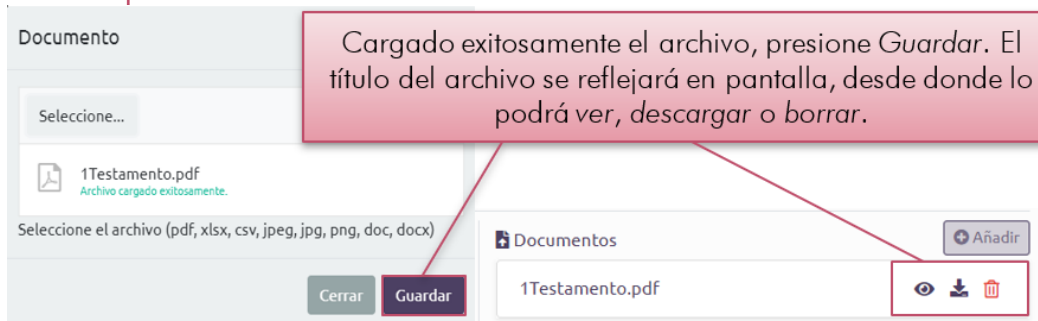 Documento
Cargado exitosamente el archivo, presione Guardar. El
título del archivo se reflejará en pantalla, desde donde lo
podrá ver, descargar o borrar.
Seleccione...
1Testamento.pdf
Archivo cargado exitosamente.
Seleccione el archivo (pdf, xlsx, csv, jpeg, jpg, png, doc, docx)
Cerrar
Guardar
Documentos
Añadir
1Testamento.pdf